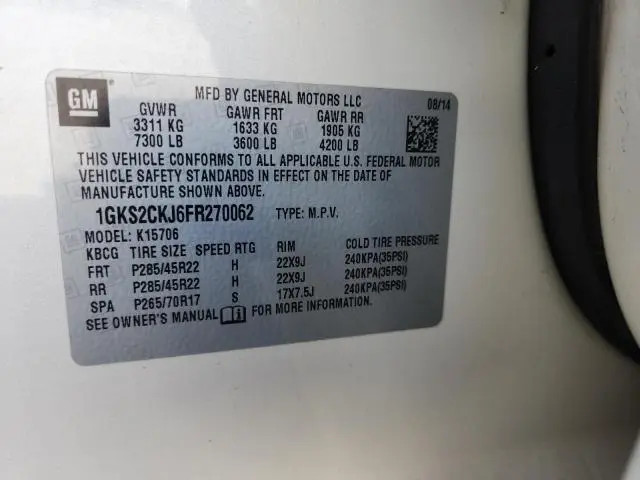 GM MFD BY GENERAL MOTORS LLC 08/14
GVWR GAWR FRT GAWR RR
3311 KG 1633 KG 1905 KG
7300 LB 3600 LB 4200 LB
THIS VEHICLE CONFORMS TO ALL APPLICABLE U.S. FEDERAL MOTOR
VEHICLE SAFETY STANDARDS IN EFFECT ON THE DATE OF
MANUFACTURE SHOWN ABOVE.
1GKS2CKJ6FR270062 TYPE: M.P.V.
MODEL: K15706
KBCG TIRE SIZE SPEED RTG RIM COLD TIRE PRESSURE
FRT P285/45R22 H 22X9J 240KPA(35PSI)
RR P285/45R22 H 22X9J 240KPA(35PSI)
SPA P265/70R17 S 17X7.5J 240KPA(35PSI)
SEE OWNER'S MANUAL FOR MORE INFORMATION.